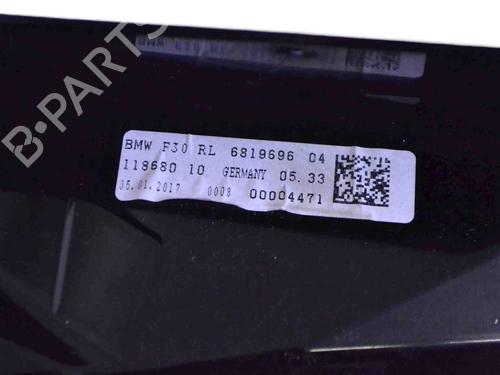 BMW F30 RL 6819696 04
118680 10 GERMANY 05.33
05.01.2017 0008 00004471
B-PARTS